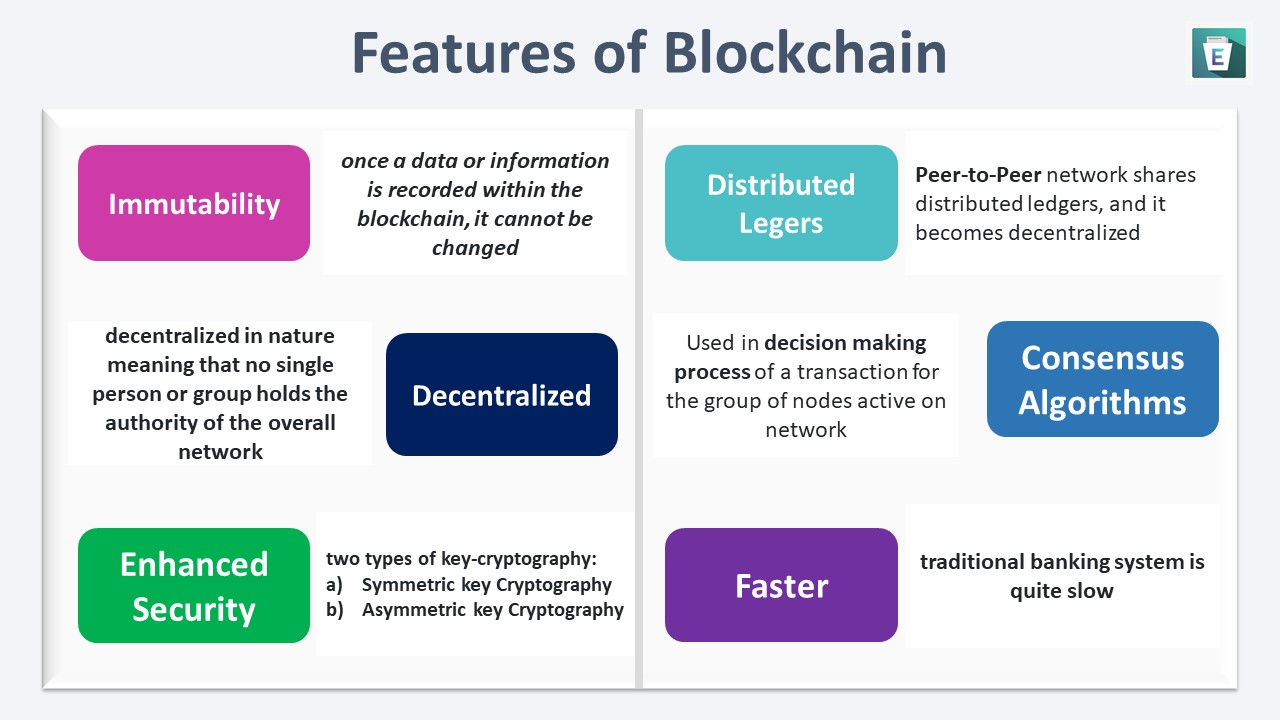 Features of Blockchain
E
Immutability
once a data or information
is recorded within the
blockchain, it cannot be
changed
decentralized in nature
meaning that no single
person or group holds the
authority of the overall
network
Decentralized
Enhanced
Security
two types of key-cryptography:
a) Symmetric key Cryptography
b) Asymmetric key Cryptography
Distributed
Legers
Peer-to-Peer network shares
distributed ledgers, and it
becomes decentralized
Used in decision making
process of a transaction for
the group of nodes active on
network
Consensus
Algorithms
Faster
traditional banking system is
quite slow